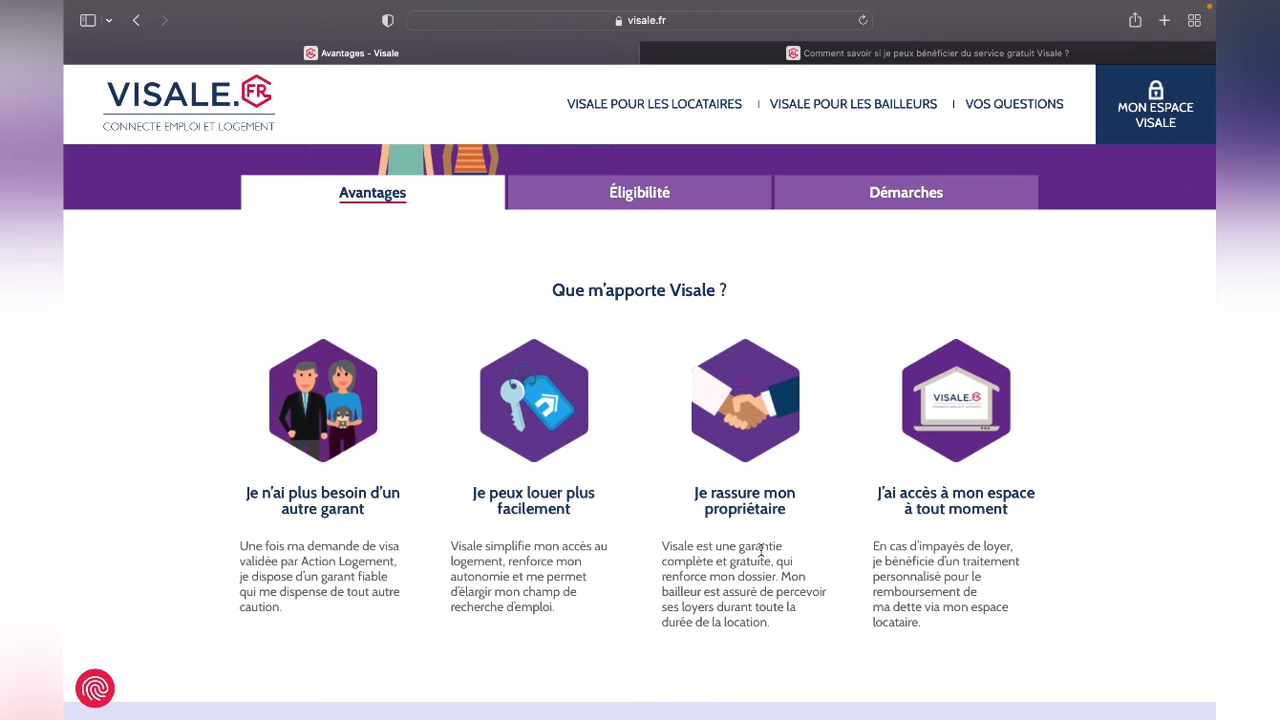 visale.fr
Avantages - Visale
Comment savoir si je peux bénéficier du service gratuit Visale ?
VISALE.FR
CONNECTE EMPLOI ET LOGEMENT
VISALE POUR LES LOCATAIRES
VISALE POUR LES BAILLEURS
VOS QUESTIONS
MON ESPACE
VISALE
Avantages
Éligibilité
Démarches
Que m'apporte Visale ?
VISALE.FR
CONNECTE EMPLOI ET LOGEMENT
Je n'ai plus besoin d'un
autre garant
Une fois ma demande de visa
validée par Action Logement,
je dispose d'un garant fiable
qui me dispense de tout autre
caution.
Je peux louer plus
facilement
Visale simplifie mon accès au
logement, renforce mon
autonomie et me permet
d'élargir mon champ de
recherche d'emploi.
Je rassure mon
propriétaire
Visale est une garantie
complète et gratuite, qui
renforce mon dossier. Mon
bailleur est assuré de percevoir
ses loyers durant toute la
durée de la location.
J'ai accès à mon espace
à tout moment
En cas d'impayés de loyer,
je bénéficie d'un traitement
personnalisé pour le
remboursement de
ma dette via mon espace
locataire.